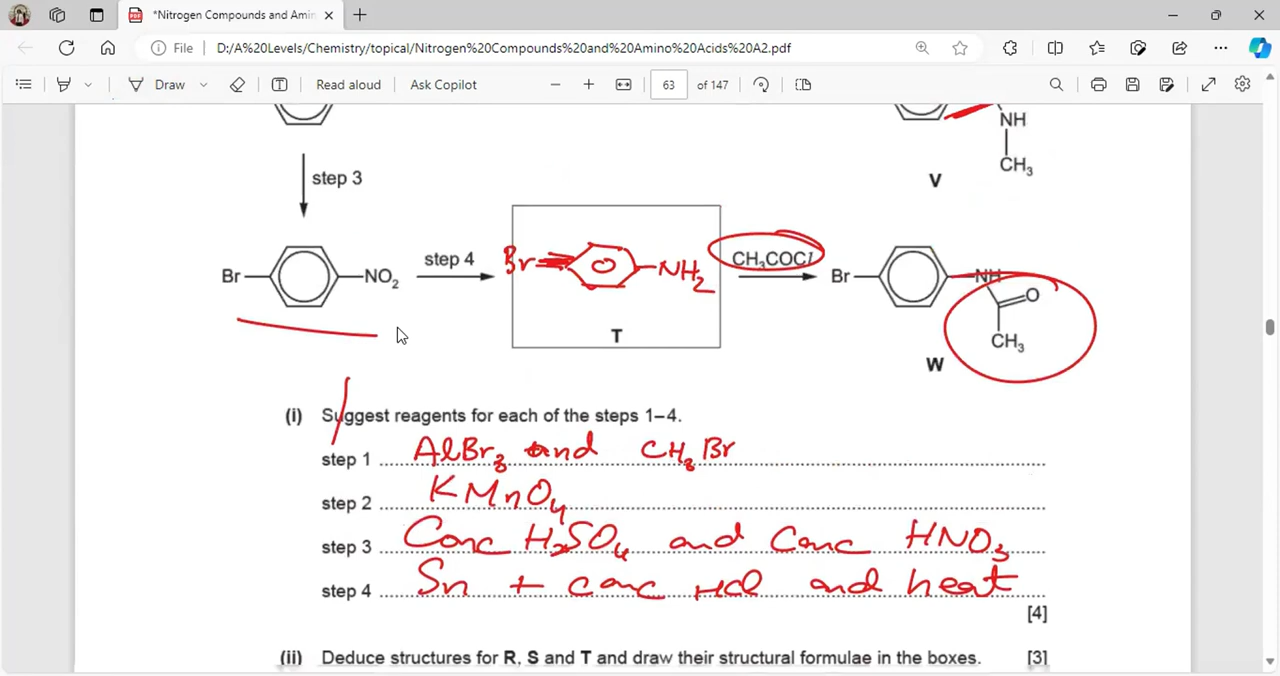 *Nitrogen Compounds and Amin
File
D:/A%20Levels/Chemistry/topical/Nitrogen%20Compounds%20and%20Amino%20Acids%20A2.pdf
Draw
Read aloud
Ask Copilot
63
of 147
NH
CH3
V
step 3
Br
NO2
step 4
Br
NH2
T
CH3COCl
Br
NH
O
CH3
W
(i) Suggest reagents for each of the steps 1–4.
step 1 AlBr3 and CH3Br
step 2 KMnO4
step 3 Conc H2SO4 and Conc HNO3
step 4 Sn + conc HCl and heat
[4]
(ii) Deduce structures for R, S and T and draw their structural formulae in the boxes. [3]